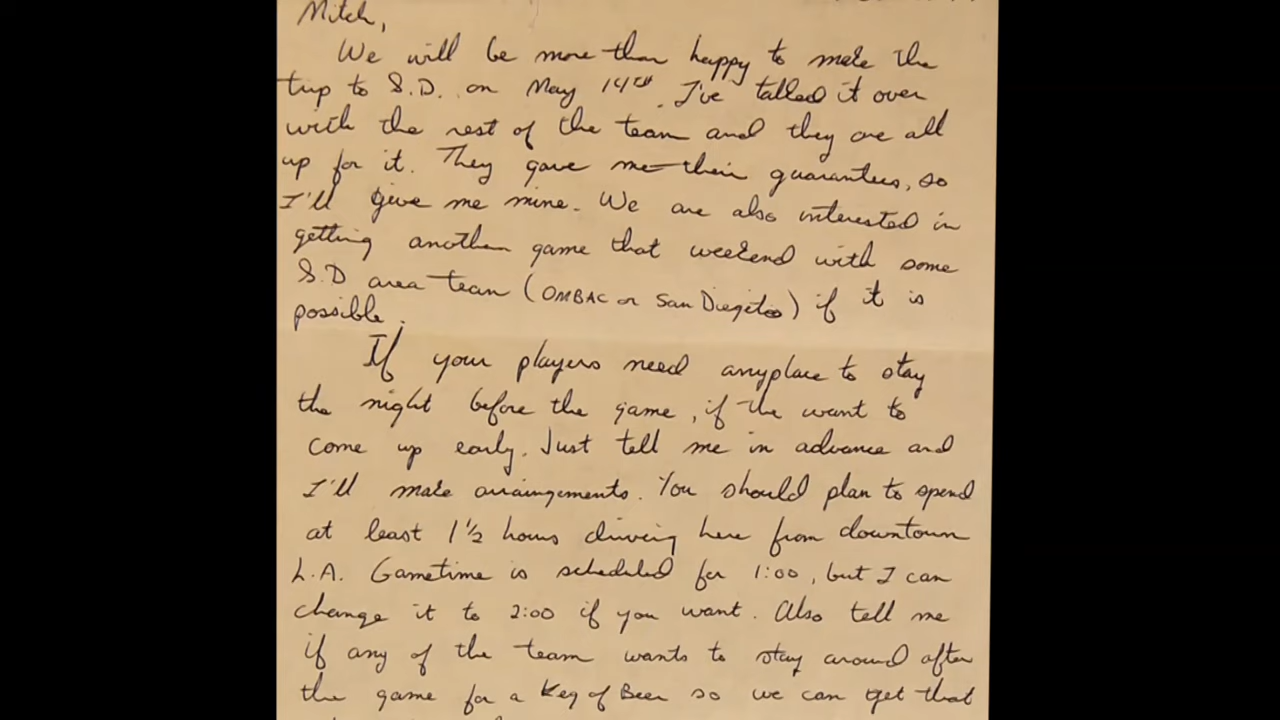 Mitch,
We will be more than happy to make the
trip to S.D. on May 14th. I've talked it over
with the rest of the team and they are all
up for it. They gave me their guarantees, so
I'll give me mine. We are also interested in
getting another game that weekend with some
S.D area team (OMBAC or San Diegitos) if it is
possible.
If your players need anyplace to stay
the night before the game, if the want to
come up early. Just tell me in advance and
I'll make arraingements. You should plan to spend
at least 1½ hours driving here from downtown
L.A. Gametime is scheduled for 1:00, but I can
change it to 2:00 if you want. Also tell me
if any of the team wants to stay around after
the game for a Keg of Beer so we can get that